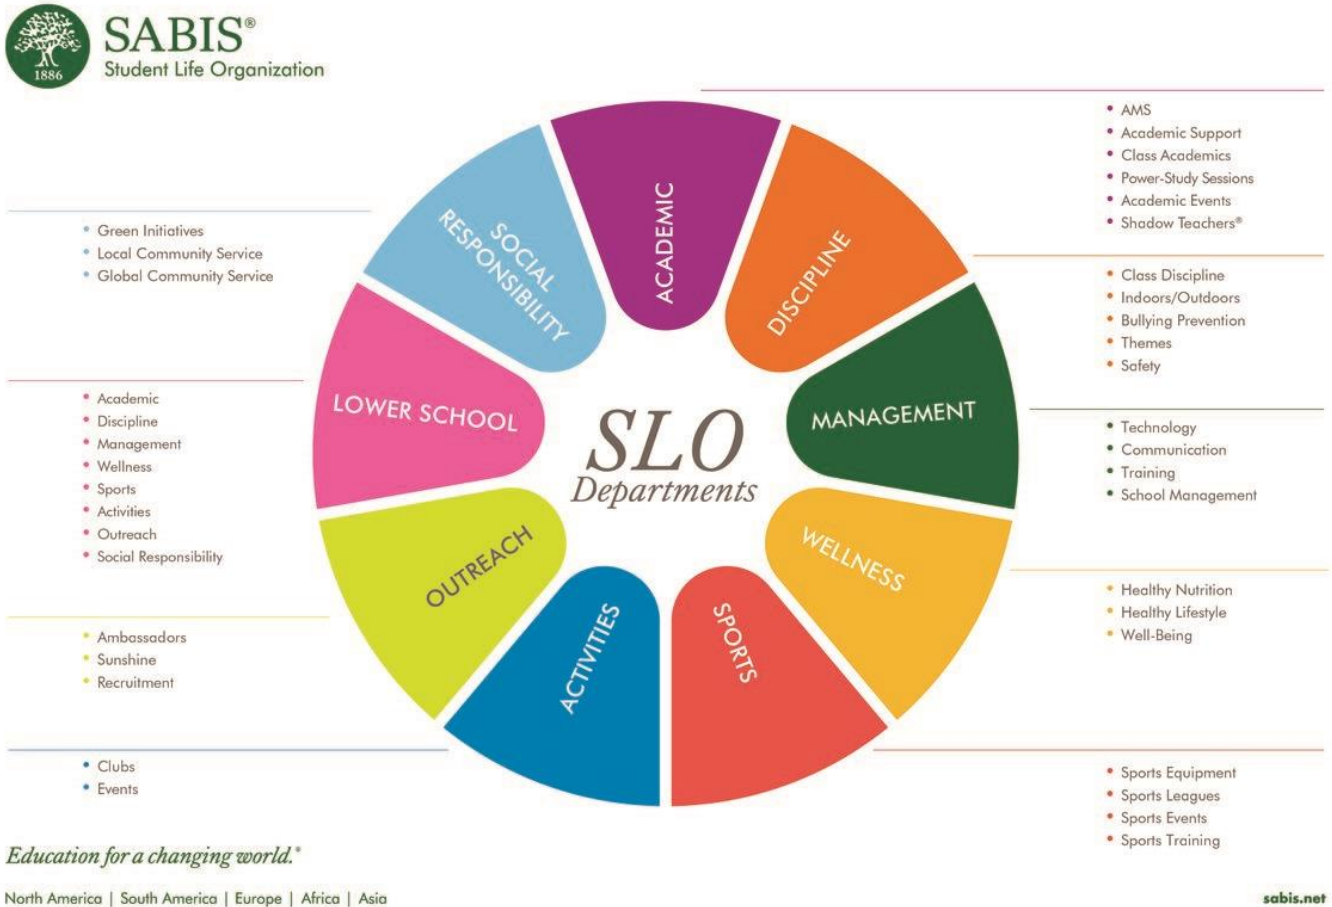 SABIS®
Student Life Organization
1886
ACADEMIC
AMS
Academic Support
Class Academics
Power-Study Sessions
Academic Events
Shadow Teachers®
DISCIPLINE
Class Discipline
Indoors/Outdoors
Bullying Prevention
Themes
Safety
MANAGEMENT
Technology
Communication
Training
School Management
WELLNESS
Healthy Nutrition
Healthy Lifestyle
Well-Being
SPORTS
Sports Equipment
Sports Leagues
Sports Events
Sports Training
ACTIVITIES
Clubs
Events
OUTREACH
Ambassadors
Sunshine
Recruitment
LOWER SCHOOL
Academic
Discipline
Management
Wellness
Sports
Activities
Outreach
Social Responsibility
SOCIAL
RESPONSIBILITY
Green Initiatives
Local Community Service
Global Community Service
SLO
Departments
Education for a changing world.®
North America | South America | Europe | Africa | Asia
sabis.net